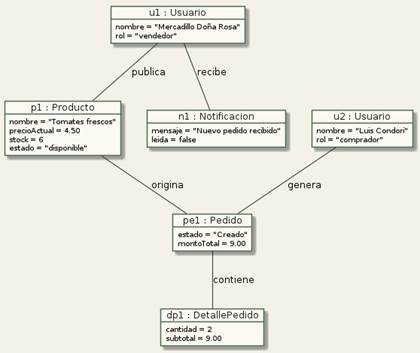 u1 : Usuario
nombre = "Mercadillo Doña Rosa"
rol = "vendedor"
publica
recibe
p1 : Producto
nombre = "Tomates frescos"
precioActual = 4.50
stock = 6
estado = "disponible"
n1 : Notificacion
mensaje = "Nuevo pedido recibido"
leida = false
u2 : Usuario
nombre = "Luis Condori"
rol = "comprador"
origina
genera
pe1 : Pedido
estado = "Creado"
montoTotal = 9.00
contiene
dp1 : DetallePedido
cantidad = 2
subtotal = 9.00